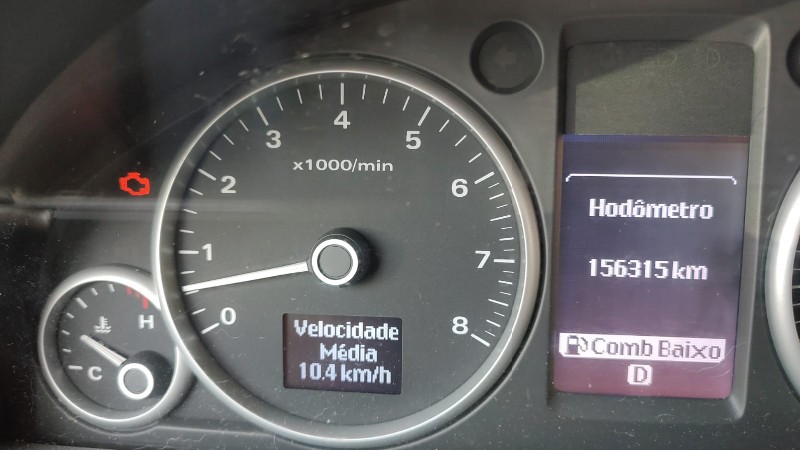 4
3
5
x1000/min
2
6
1
7
0
8
H
C
Velocidade
Média
10.4 km/h
Hodômetro
156315 km
Comb Baixo
D